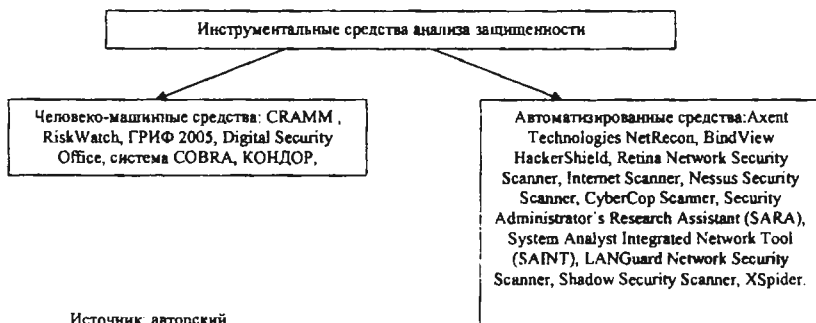 Инструментальные средства анализа защищенности
Человеко-машинные средства: CRAMM ,
RiskWatch, ГРИФ 2005, Digital Security
Office, система COBRA, КОНДОР,
Автоматизированные средства:Axent
Technologies NetRecon, BindView
HackerShield, Retina Network Security
Scanner, Internet Scanner, Nessus Security
Scanner, CyberCop Scanner, Security
Administrator's Research Assistant (SARA),
System Analyst Integrated Network Tool
(SAINT), LANGuard Network Security
Scanner, Shadow Security Scanner, XSpider.
Источник: авторский